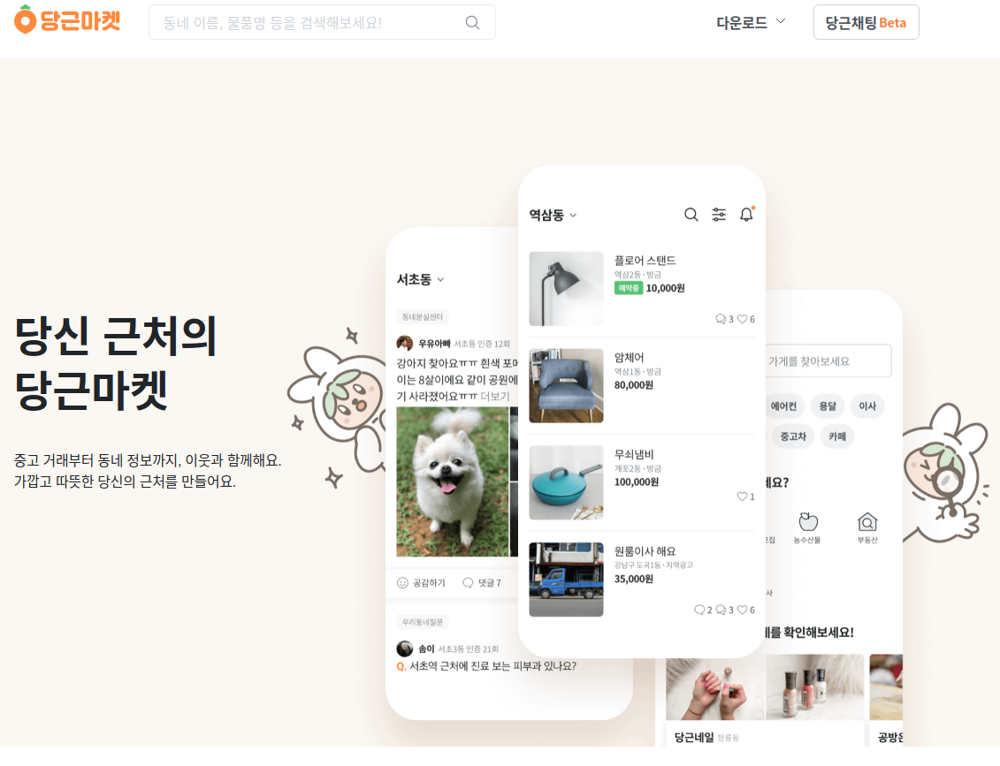 당근마켓
동네 이름, 물품명 등을 검색해보세요!
다운로드
당근채팅 Beta
당신 근처의
당근마켓
중고 거래부터 동네 정보까지, 이웃과 함께해요.
가깝고 따뜻한 당신의 근처를 만들어요.
서초동
동네분실센터
우유아빠 서초동 인증 12회
강아지 찾아요ㅠㅠ 흰색
이는 8살이에요 같이 공원에
기 사라졌어요ㅠㅠ 더보기
공감하기 댓글 7
우리동네질문
송이 서초3동 인증 21회
Q. 서초역 근처에 진료 보는 피부과 있나요?
역삼동
플로어 스탠드
역삼2동 · 방금
예약중 10,000원
3 6
암체어
역삼1동 · 방금
80,000원
무쇠냄비
개포2동 · 방금
100,000원
1
원룸이사 해요
강남구 도곡1동 · 지역광고
35,000원
2 3 6
가게를 찾아보세요
에어컨 용달 이사
중고차 카페
요?
농수산물 부동산
사
를 확인해보세요!
당근네일 청룡동
공방은